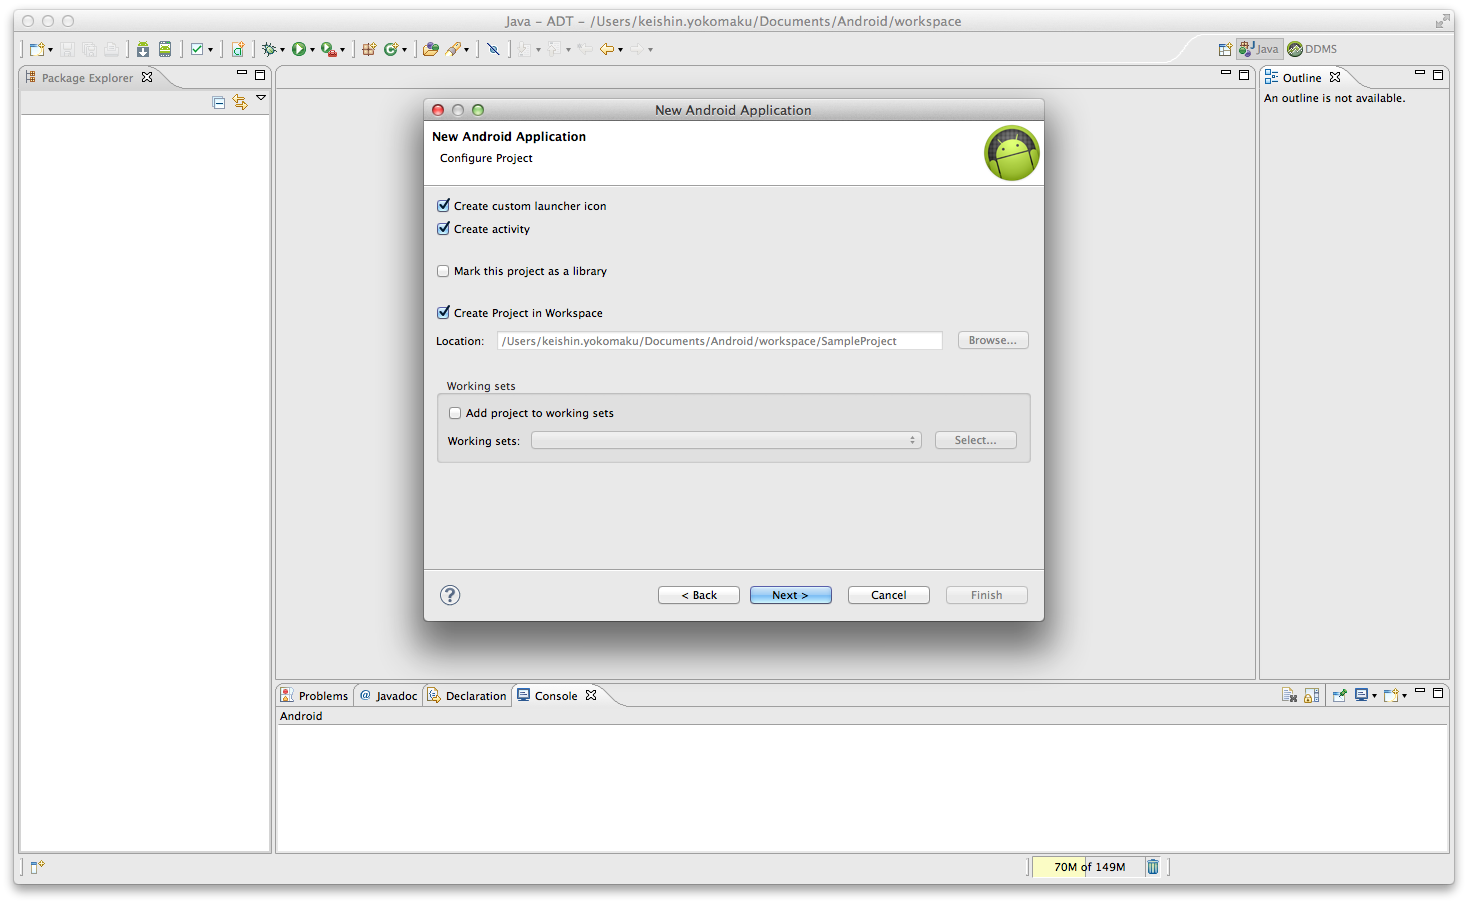 Java – ADT – /Users/keishin.yokomaku/Documents/Android/workspace
Java
DDMS
Package Explorer
Outline
An outline is not available.
New Android Application
New Android Application
Configure Project
Create custom launcher icon
Create activity
Mark this project as a library
Create Project in Workspace
Location: /Users/keishin.yokomaku/Documents/Android/workspace/SampleProject Browse...
Working sets
Add project to working sets
Working sets: Select...
? < Back Next > Cancel Finish
Problems @ Javadoc Declaration Console
Android
70M of 149M